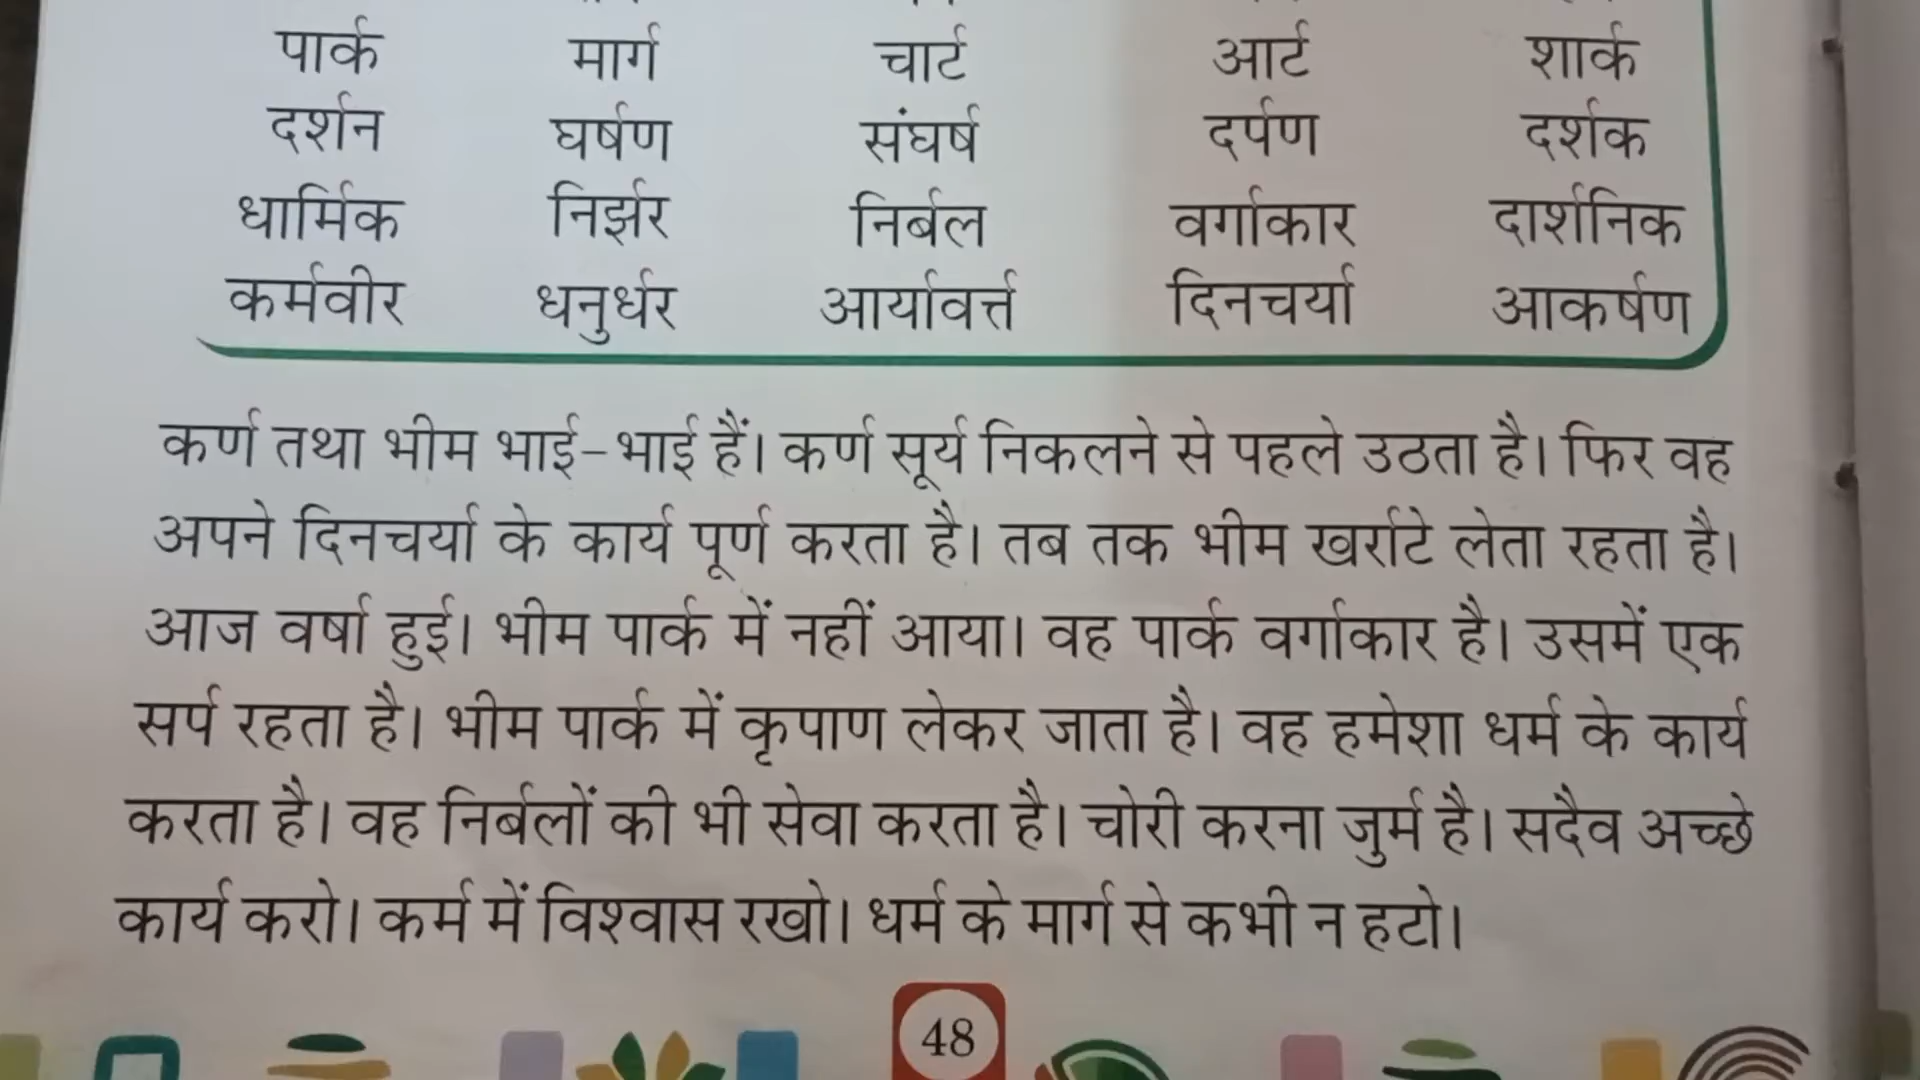 पार्क मार्ग चार्ट आर्ट शार्क
दर्शन घर्षण संघर्ष दर्पण दर्शक
धार्मिक निर्झर निर्बल वर्गाकार दार्शनिक
कर्मवीर धनुर्धर आर्यावर्त्त दिनचर्या आकर्षण
कर्ण तथा भीम भाई-भाई हैं। कर्ण सूर्य निकलने से पहले उठता है। फिर वह
अपने दिनचर्या के कार्य पूर्ण करता है। तब तक भीम खर्राटे लेता रहता है।
आज वर्षा हुई। भीम पार्क में नहीं आया। वह पार्क वर्गाकार है। उसमें एक
सर्प रहता है। भीम पार्क में कृपाण लेकर जाता है। वह हमेशा धर्म के कार्य
करता है। वह निर्बलों की भी सेवा करता है। चोरी करना जुर्म है। सदैव अच्छे
कार्य करो। कर्म में विश्वास रखो। धर्म के मार्ग से कभी न हटो।
48